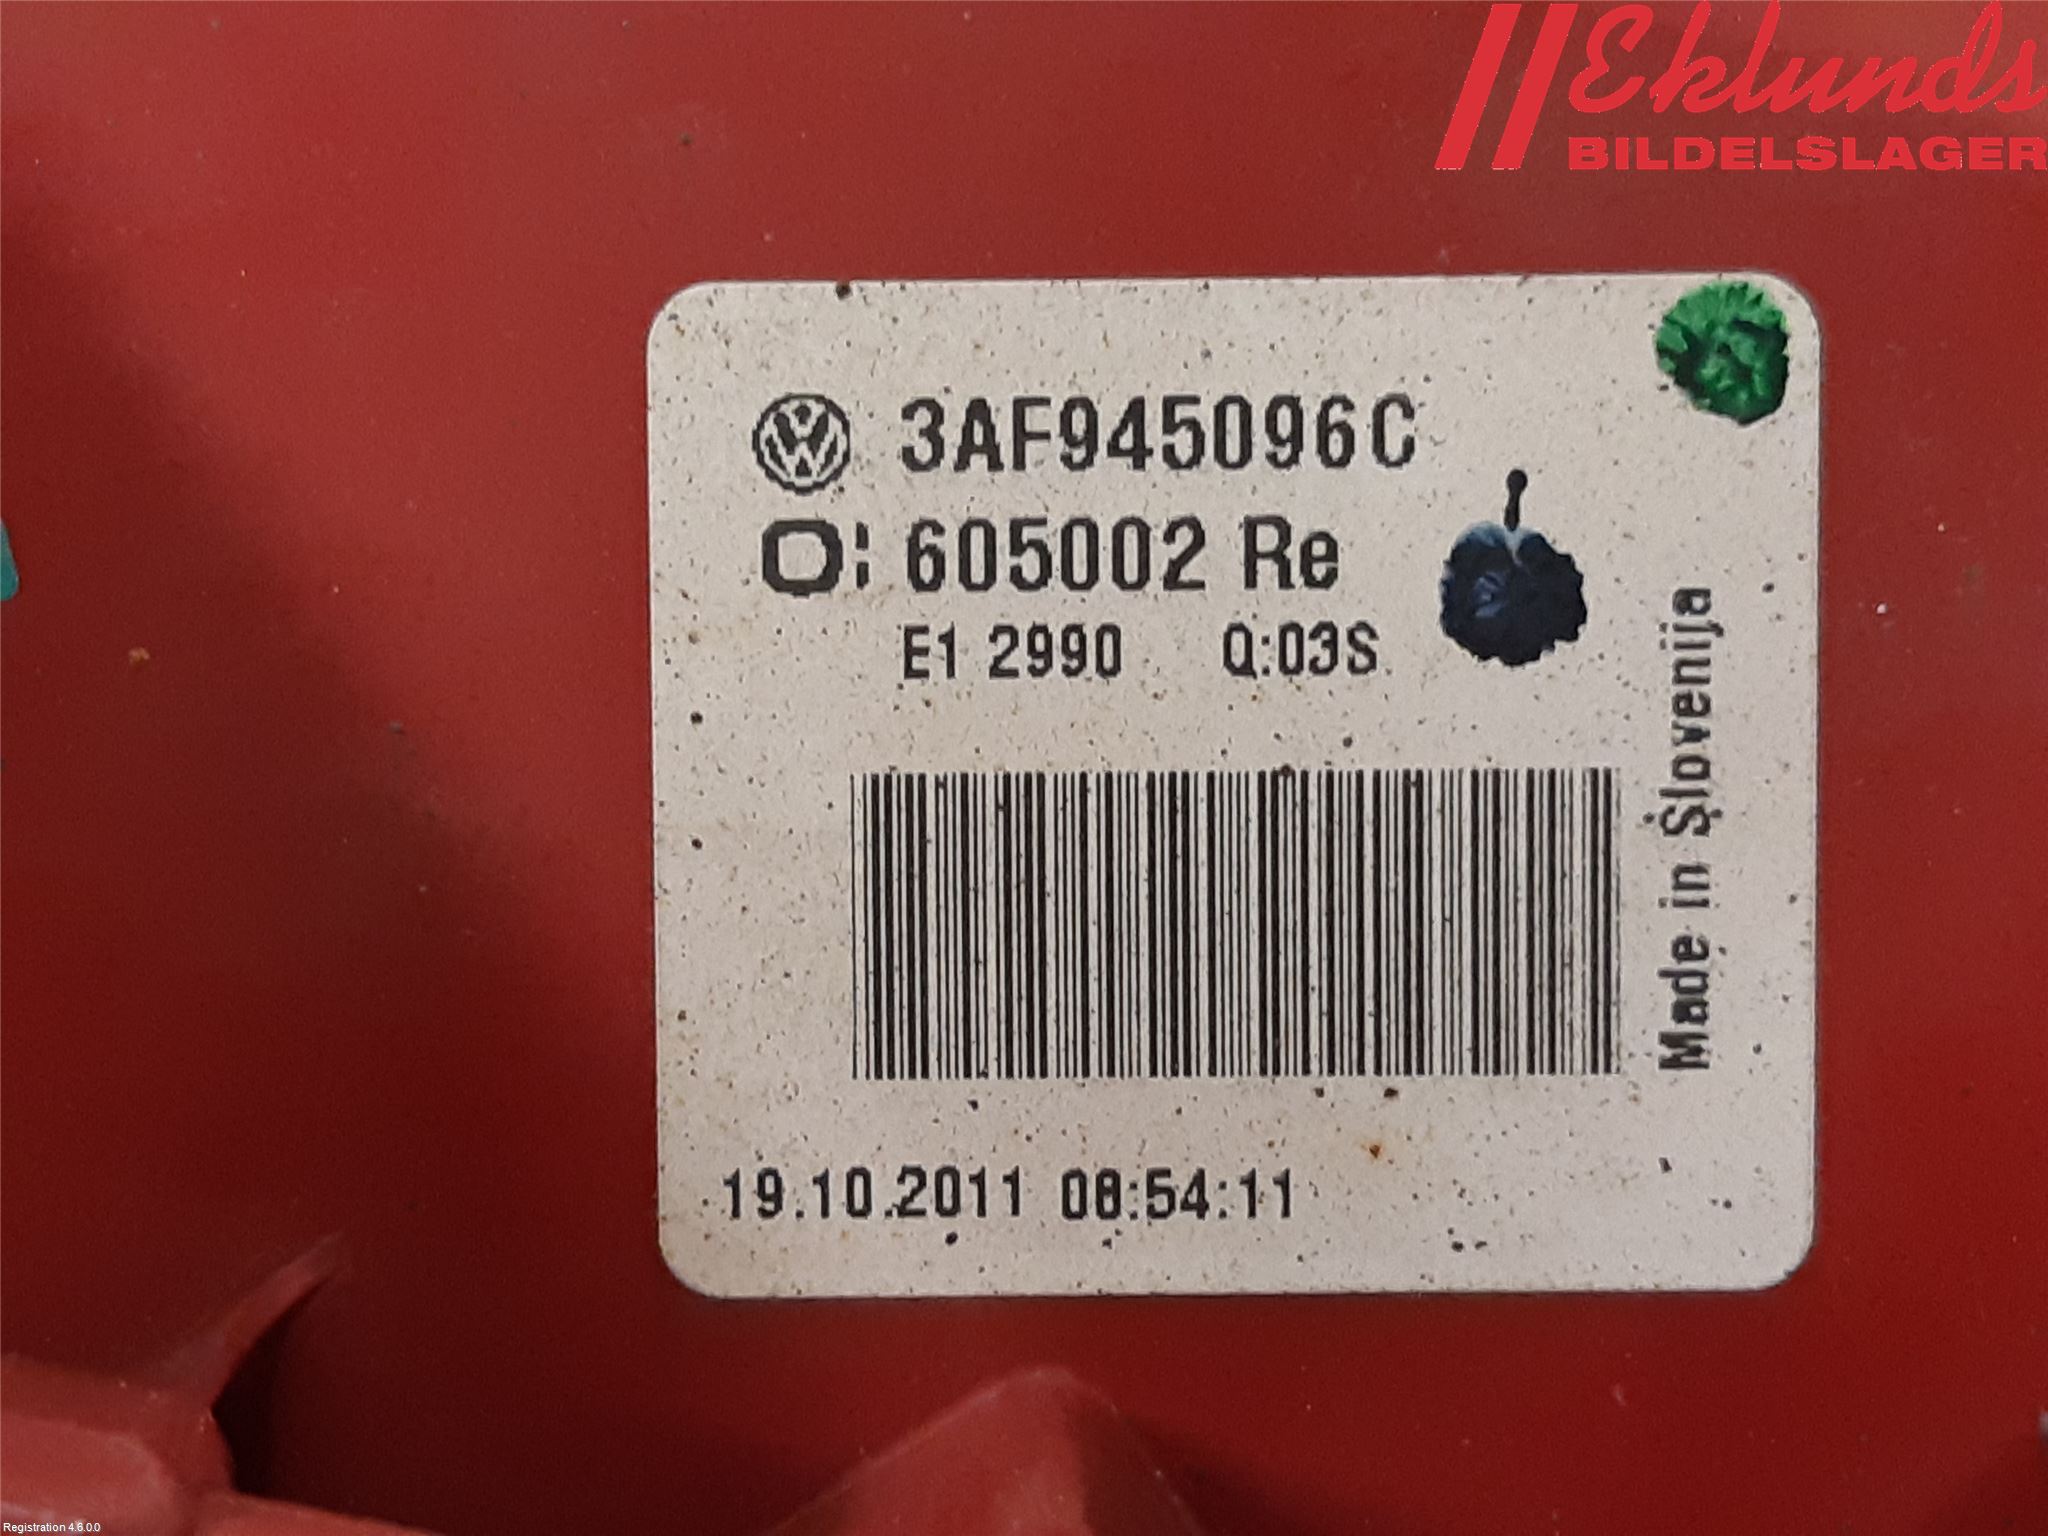 Eklunds
BILDELSLAGER
3AF945096C
605002 Re
E1 2990 Q:03S
Made in Slovenija
19.10.2011 08:54:11
Registration 4.6.0.0